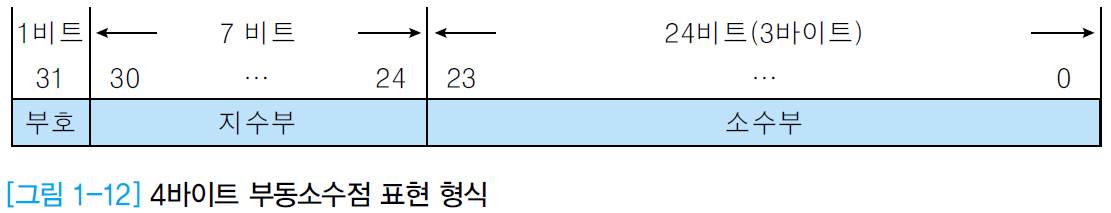 1비트 7 비트 24비트(3바이트)
31 30 … 24 23 … 0
부호 지수부 소수부
[그림 1-12] 4바이트 부동소수점 표현 형식